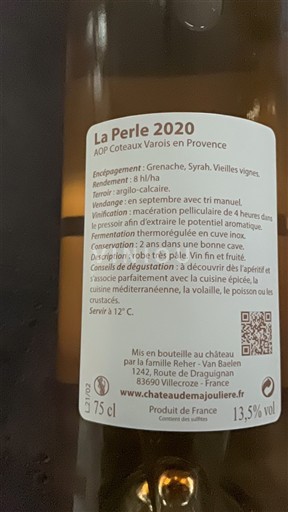 La Perle 2020
AOP Coteaux Varois en Provence
Encépagement : Grenache, Syrah. Vieilles vignes.
Rendement : 8 hl/ha
Terroir : argilo-calcaire.
Vendange : en septembre avec tri manuel.
Vinification : macération pelliculaire de 4 heures dans
le pressoir afin d'extraire le potentiel aromatique.
Fermentation thermorégulée en cuve inox.
Conservation : 2 ans dans une bonne cave.
Description : Robe rose pâle. Vin fin et fruité.
Conseils de dégustation : à découvrir dès l'apéritif et
s'associe parfaitement avec la cuisine épicée, la
cuisine méditerranéenne, la volaille, le poisson ou les
crustacés.
Servir à 12° C.
Mis en bouteille au château
par la famille Reher - Van Baelen
1242, Route de Draguignan
83690 Villecroze - France
www.chateaudemajouliere.com
L21/02
75 cl
Produit de France
13,5% vol
Contient des sulfites